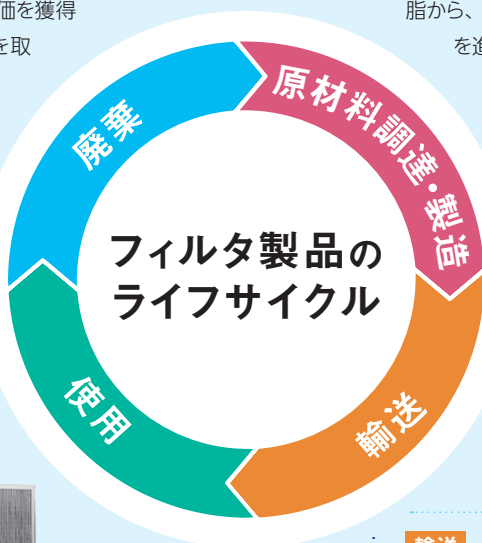 価を獲得
を取
脂から、
を進
廃棄
原材料調達・製造
フィルタ製品の
ライフサイクル
使用
輸送
輸送